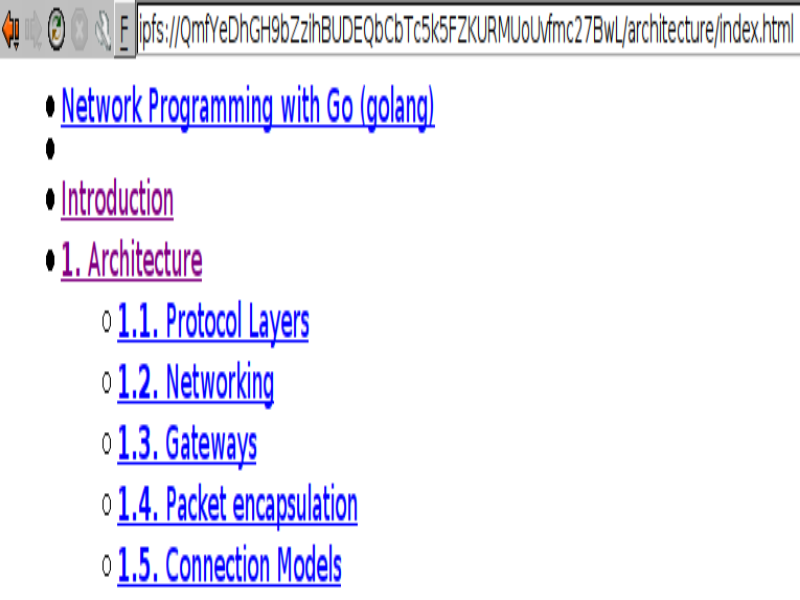 F ipfs://QmfYeDhGH9bZzihBUDEQbCbTc5k5FZKURMUoUvfmc27BwL/architecture/index.html
Network Programming with Go (golang)
Introduction
1. Architecture
1.1. Protocol Layers
1.2. Networking
1.3. Gateways
1.4. Packet encapsulation
1.5. Connection Models